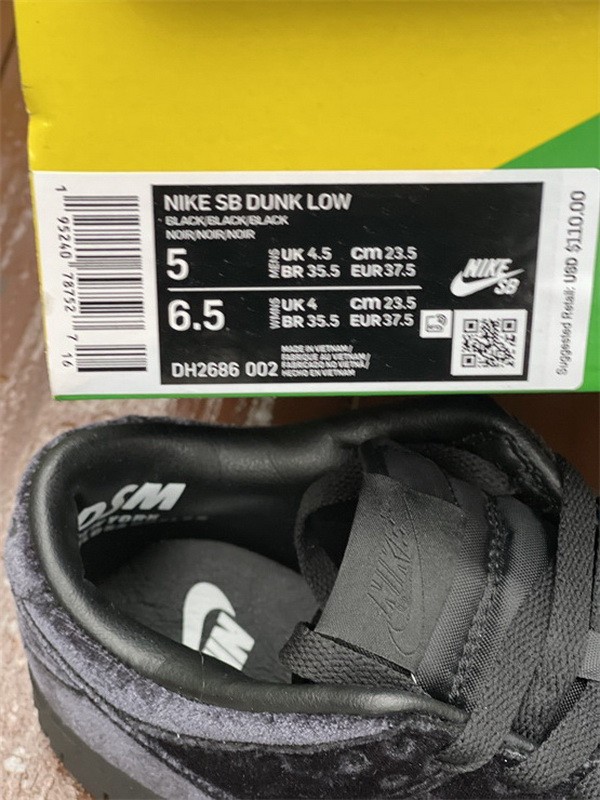 NIKE SB DUNK LOW
BLACK/BLACK/BLACK
NOIR/NOIR/NOIR
5 MENS UK 4.5 cm 23.5
BR 35.5 EUR 37.5
6.5 WMNS UK 4 cm 23.5
BR 35.5 EUR 37.5
DH2686 002
MADE IN VIETNAM/
FABRIQUE AU VIETNAM/
FABRICADO NO VIETNÃ/
HECHO EN VIETNAM
NIKE
SB
1 95240 78752 7 16
Suggested Retail: USD $110.00
DSM
YORK
NIKE
NIKE